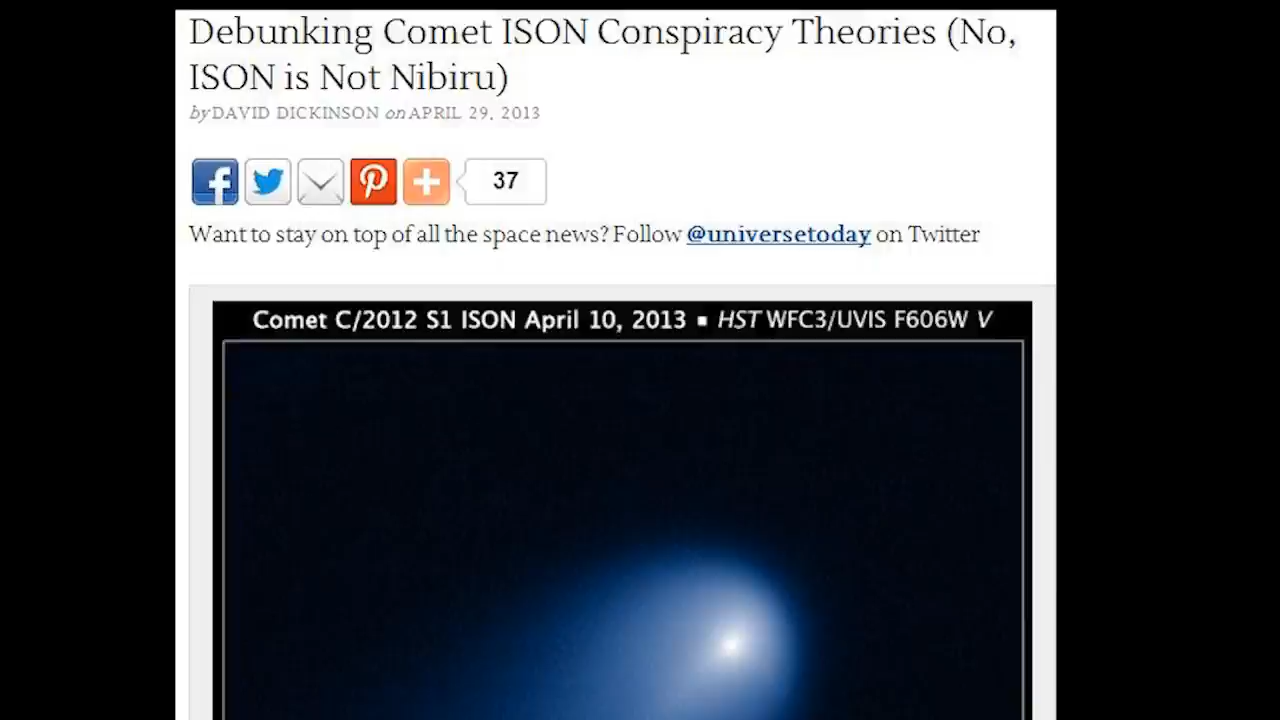 Debunking Comet ISON Conspiracy Theories (No,
ISON is Not Nibiru)
by DAVID DICKINSON on APRIL 29, 2013
37
Want to stay on top of all the space news? Follow @universetoday on Twitter
Comet C/2012 S1 ISON April 10, 2013 ▪ HST WFC3/UVIS F606W V